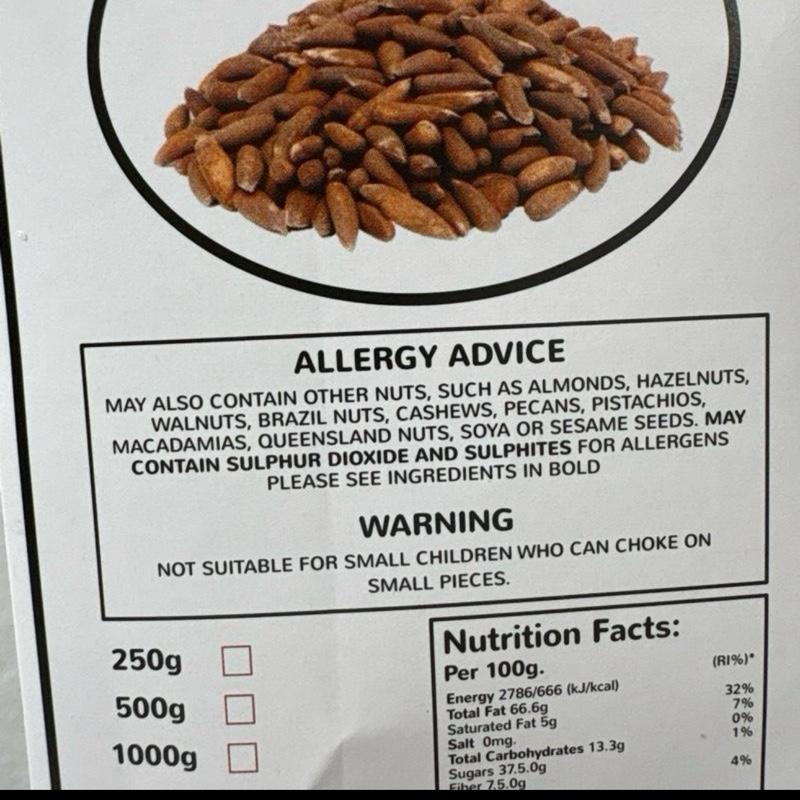 ALLERGY ADVICE
MAY ALSO CONTAIN OTHER NUTS, SUCH AS ALMONDS, HAZELNUTS,
WALNUTS, BRAZIL NUTS, CASHEWS, PECANS, PISTACHIOS,
MACADAMIAS, QUEENSLAND NUTS, SOYA OR SESAME SEEDS. MAY
CONTAIN SULPHUR DIOXIDE AND SULPHITES FOR ALLERGENS
PLEASE SEE INGREDIENTS IN BOLD
WARNING
NOT SUITABLE FOR SMALL CHILDREN WHO CAN CHOKE ON
SMALL PIECES.
250g
500g
1000g
Nutrition Facts:
Per 100g. (RI%)*
Energy 2786/666 (kJ/kcal)
Total Fat 66.6g 32%
Saturated Fat 5g 7%
Salt 0mg. 0%
Total Carbohydrates 13.3g 1%
Sugars 37.5.0g
Fiber 7.5.0g 4%